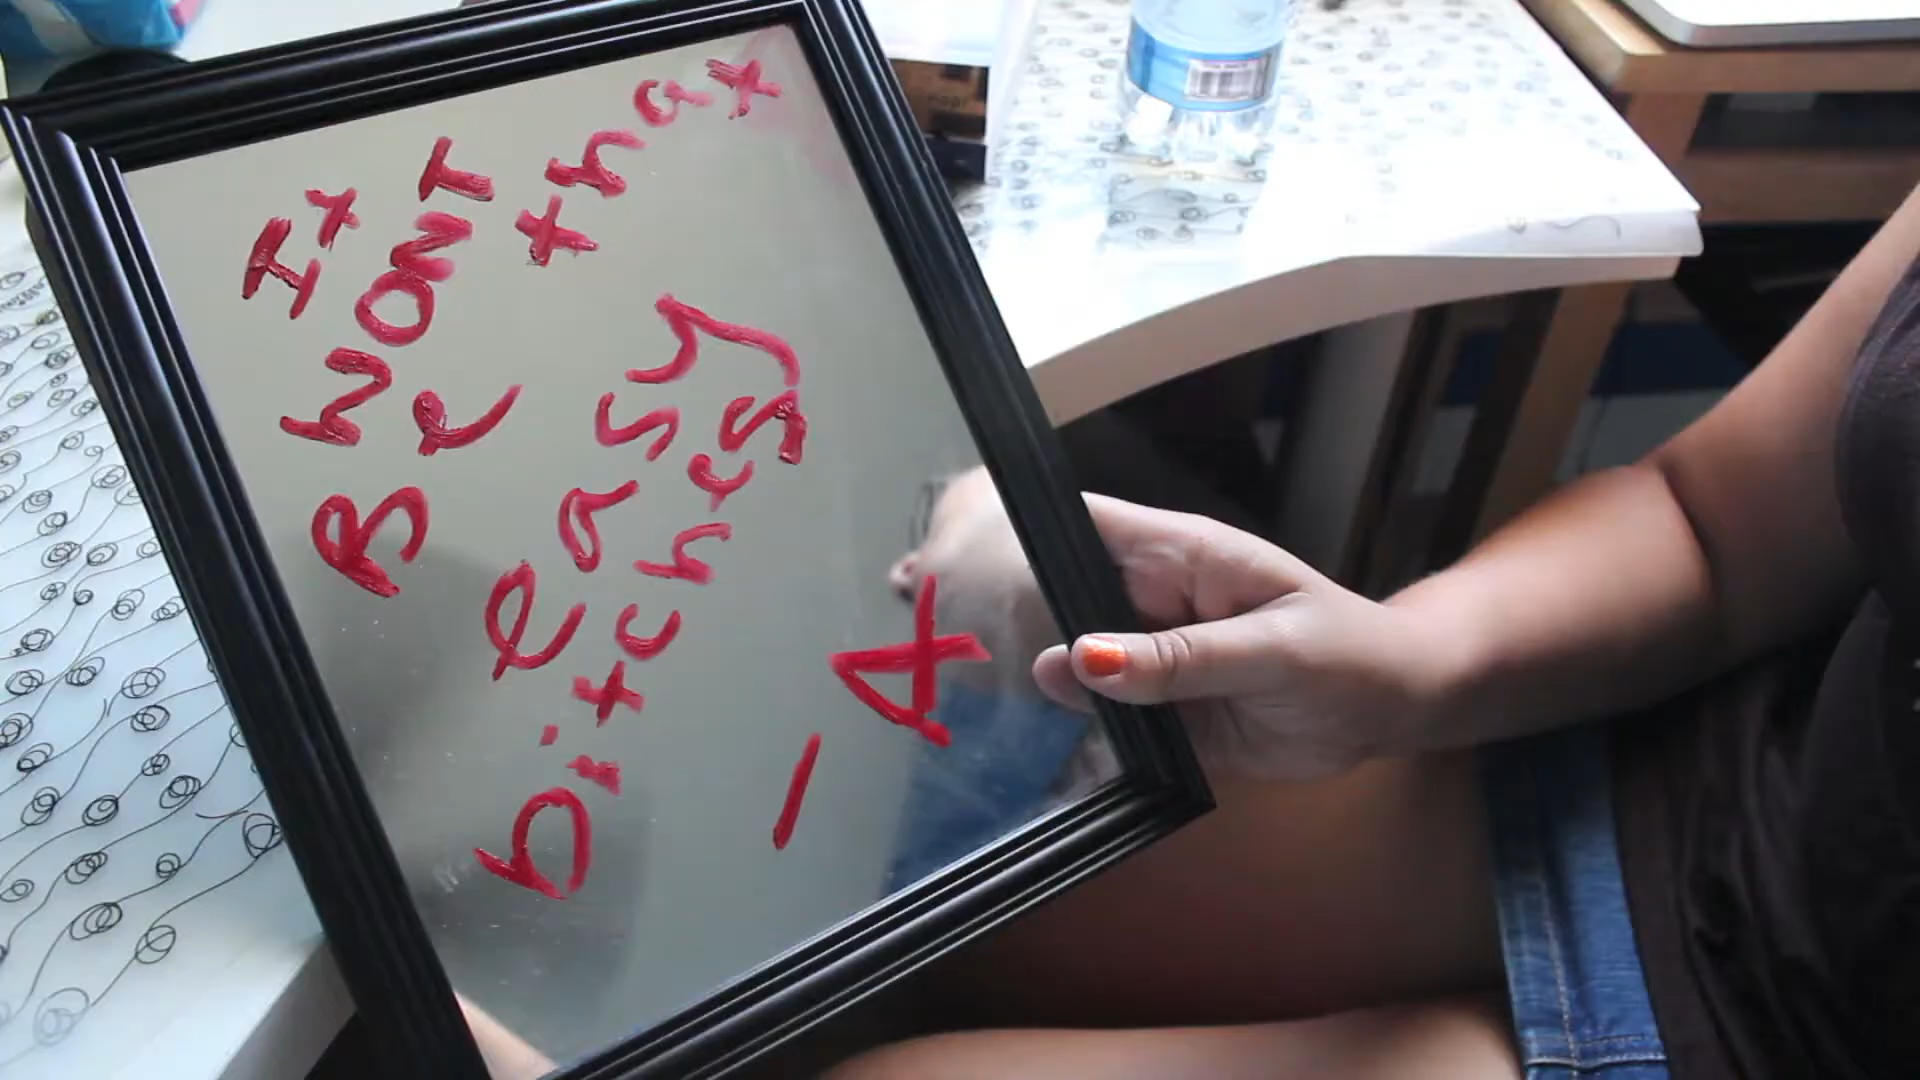 It
WONT
Be
that
easy
bitches
- A